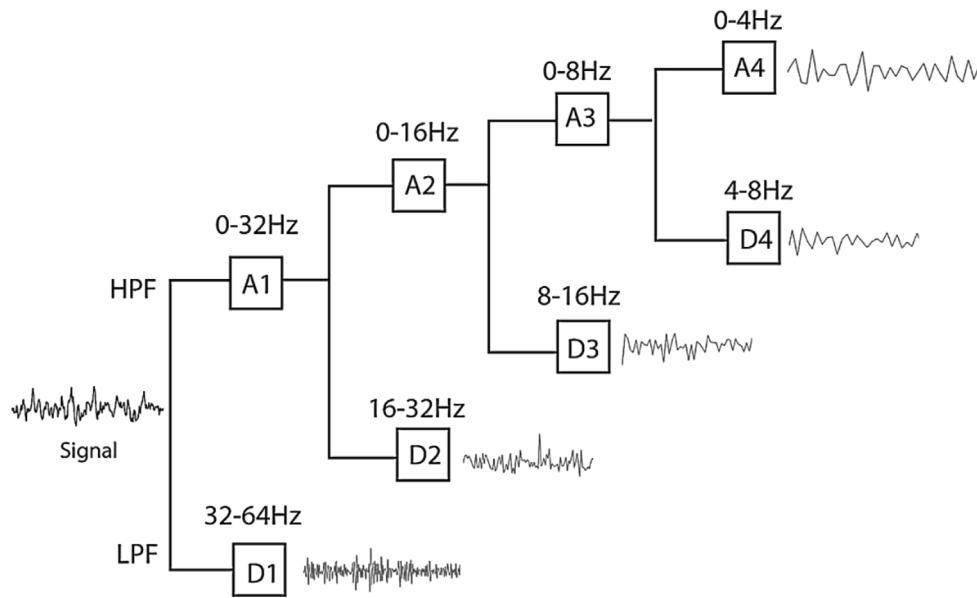 0-4Hz
A4
0-8Hz
A3
0-16Hz
A2
4-8Hz
D4
0-32Hz
HPF
A1
8-16Hz
D3
16-32Hz
Signal
D2
32-64Hz
LPF
D1